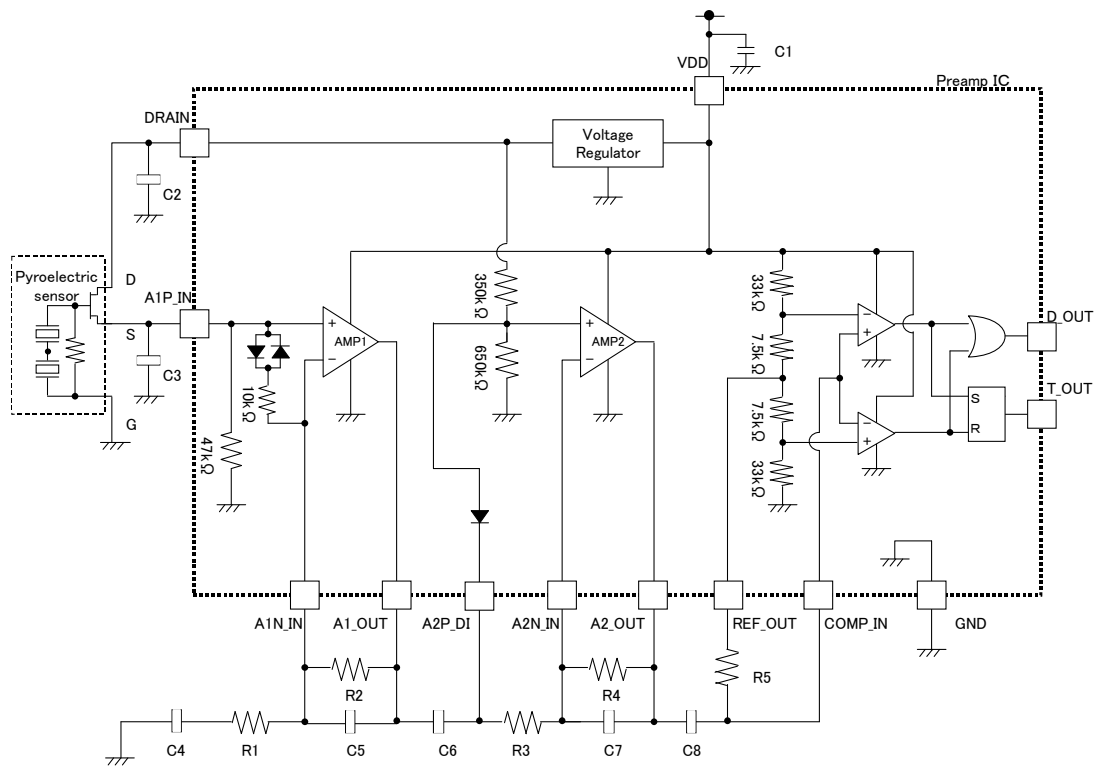 C1
VDD
Preamp IC
DRAIN
Voltage
Regulator
C2
Pyroelectric
sensor
D
A1P_IN
S
C3
G
350kΩ
650kΩ
33kΩ
7.5kΩ
7.5kΩ
33kΩ
10kΩ
47kΩ
+
−
AMP1
+
−
AMP2
−
+
−
+
D_OUT
T_OUT
S
R
A1N_IN
A1_OUT
A2P_DI
A2N_IN
A2_OUT
REF_OUT
COMP_IN
GND
R2
R4
R5
C4
R1
C5
C6
R3
C7
C8